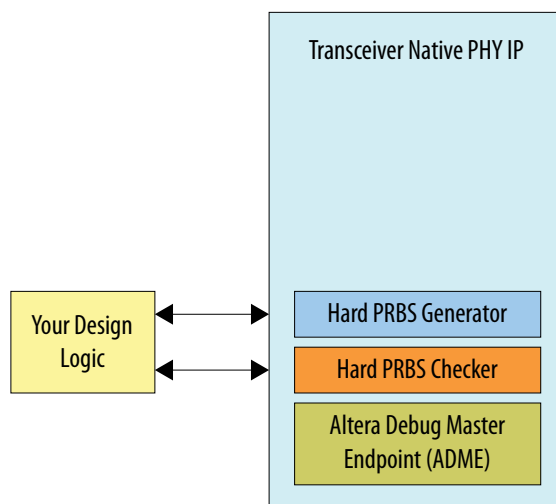 Transceiver Native PHY IP
Your Design
Logic
Hard PRBS Generator
Hard PRBS Checker
Altera Debug Master
Endpoint (ADME)